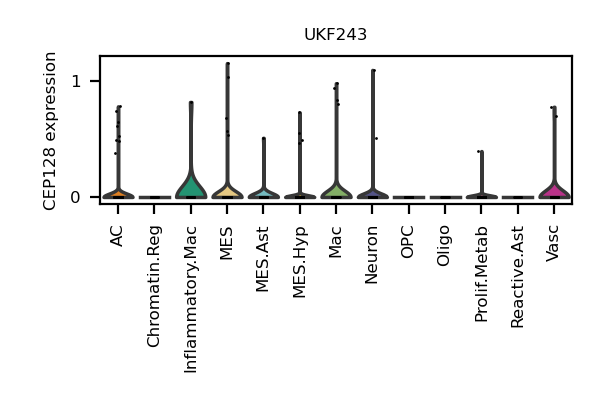 UKF243
CEP128 expression
1
0
AC
Chromatin.Reg
Inflammatory.Mac
MES
MES.Ast
MES.Hyp
Mac
Neuron
OPC
Oligo
Prolif.Metab
Reactive.Ast
Vasc